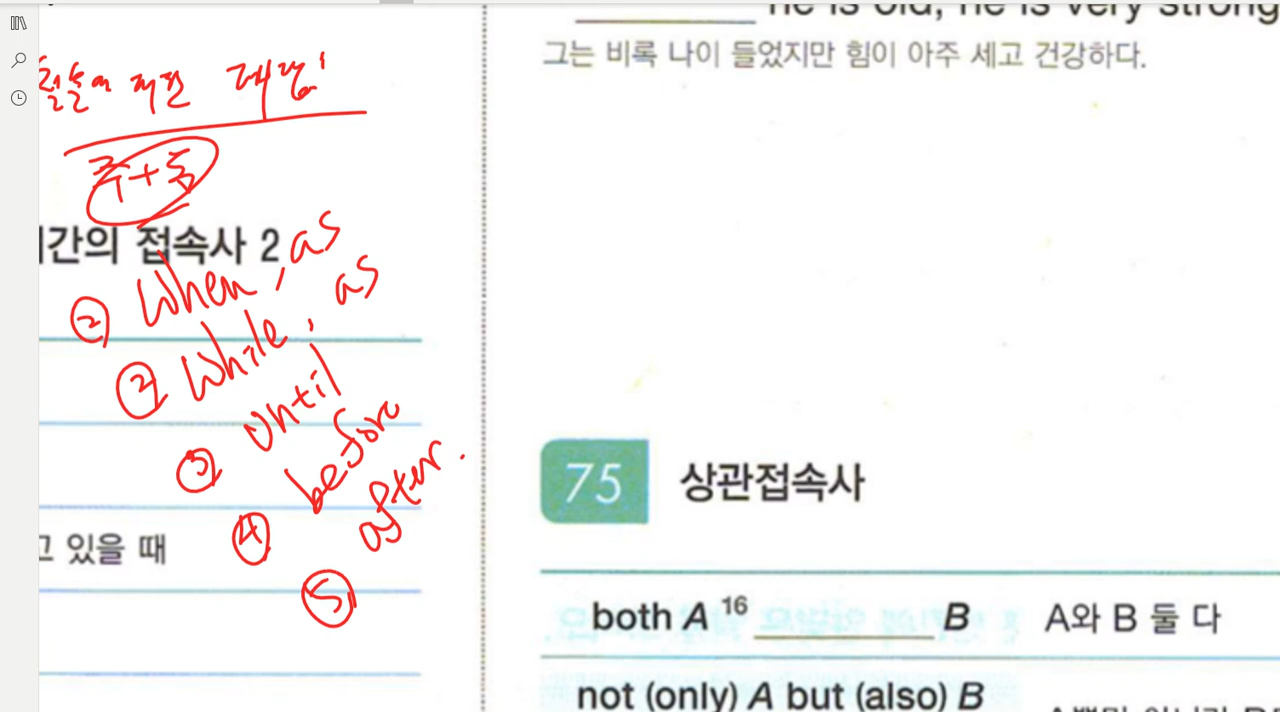 주+동
간의 접속사 2
② When, as
② While, as
③ until
④ before
⑤ after.
고 있을 때
he is old, he is very strong
그는 비록 나이 들었지만 힘이 아주 세고 건강하다.
75 상관접속사
both A 16 ________ B A와 B 둘 다
not (only) A but (also) B